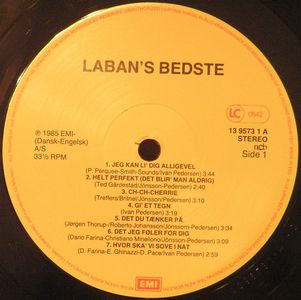 LABAN'S BEDSTE
℗ 1985 EMI-
(Dansk-Engelsk)
A/S
33⅓ RPM
LC 0542
13 9573 1 A
STEREO
ncb
Side 1
1. JEG KAN LI' DIG ALLIGEVEL
(P. Perquee-Smith-Sounds/Ivan Pedersen) 3:44
2. HELT PERFEKT (DET BLIR' MAN ALDRIG)
(Ted Gärdestad/Jönsson-Pedersen) 2:40
3. CH-CH-CHERRIE
(Treffers/Britnel/Jönsson-Pedersen) 3:30
4. GI' ET TEGN
(Ivan Pedersen) 3:19
5. DET DU TÆNKER PÅ
(Jørgen Thorup/Roberto Johansson/Jönsson-Pedersen) 3:20
6. DET JEG FØLER FOR DIG
(Dario Farina-Christiano Minellono/Jönsson-Pedersen) 3:21
7. HVOR SKA' VI SOVE I NAT
(D. Farina-E. Ghinazzi-D. Pace/Ivan Pedersen) 2:59
EMI